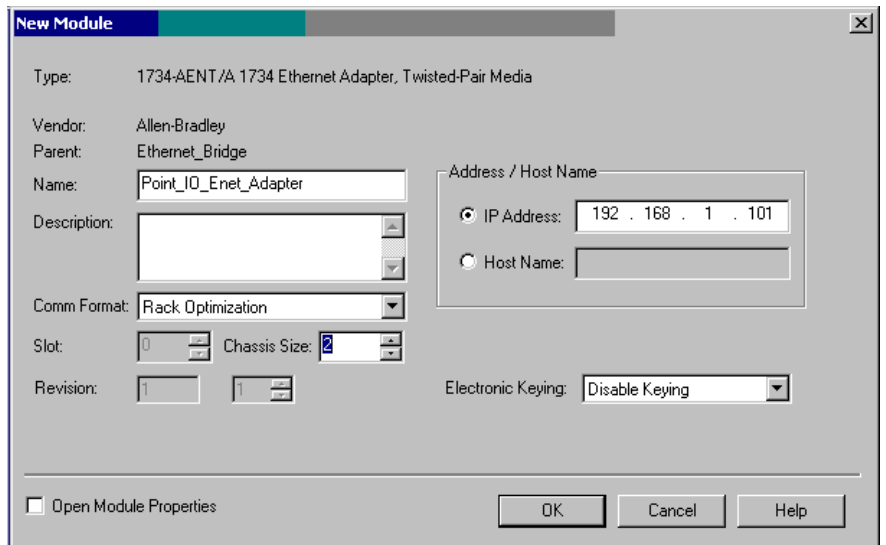 New Module
Type: 1734-AENT/A 1734 Ethernet Adapter, Twisted-Pair Media
Vendor: Allen-Bradley
Parent: Ethernet_Bridge
Name: Point_IO_Enet_Adapter
Description:
Address / Host Name
IP Address: 192 . 168 . 1 . 101
Host Name:
Comm Format: Rack Optimization
Slot: 0 Chassis Size: 2
Revision: 1 1
Electronic Keying: Disable Keying
Open Module Properties
OK Cancel Help